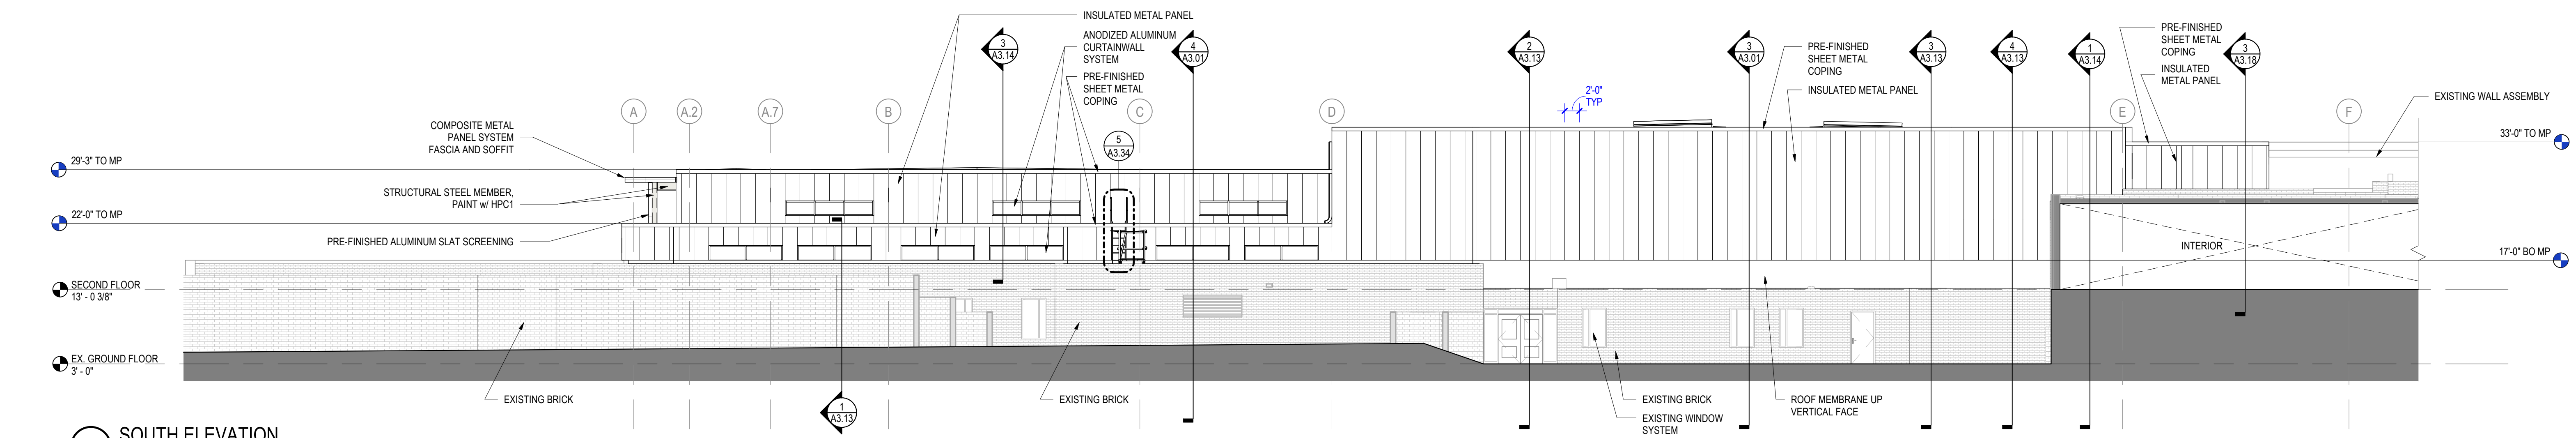 INSULATED METAL PANEL
ANODIZED ALUMINUM
CURTAINWALL
SYSTEM
PRE-FINISHED
SHEET METAL
COPING
3
A3.14
4
A3.01
2
A3.13
3
A3.01
PRE-FINISHED
SHEET METAL
COPING
INSULATED METAL PANEL
3
A3.13
4
A3.13
1
A3.14
PRE-FINISHED
SHEET METAL
COPING
INSULATED
METAL PANEL
3
A3.18
EXISTING WALL ASSEMBLY
2'-0"
TYP
A
A.2
A.7
B
C
D
E
F
COMPOSITE METAL
PANEL SYSTEM
FASCIA AND SOFFIT
5
A3.34
29'-3" TO MP
33'-0" TO MP
STRUCTURAL STEEL MEMBER,
PAINT w/ HPC1
22'-0" TO MP
PRE-FINISHED ALUMINUM SLAT SCREENING
INTERIOR
17'-0" BO MP
SECOND FLOOR
13' - 0 3/8"
EX. GROUND FLOOR
3' - 0"
EXISTING BRICK
1
A3.13
EXISTING BRICK
EXISTING BRICK
EXISTING WINDOW
SYSTEM
ROOF MEMBRANE UP
VERTICAL FACE
SOUTH ELEVATION